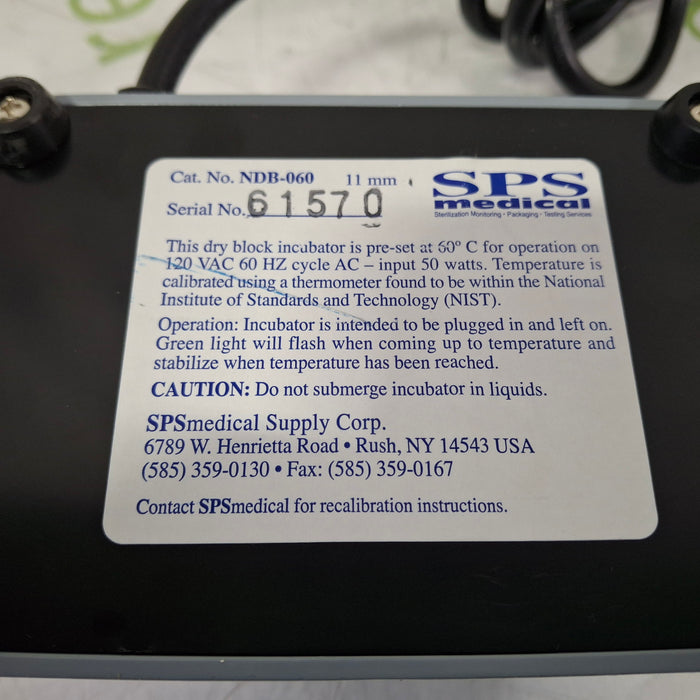 Cat. No. NDB-060 11 mm
SPS
medical
Sterilization Monitoring - Packaging - Testing Services
Serial No. 61570
This dry block incubator is pre-set at 60° C for operation on
120 VAC 60 HZ cycle AC – input 50 watts. Temperature is
calibrated using a thermometer found to be within the National
Institute of Standards and Technology (NIST).
Operation: Incubator is intended to be plugged in and left on.
Green light will flash when coming up to temperature and
stabilize when temperature has been reached.
CAUTION: Do not submerge incubator in liquids.
SPSmedical Supply Corp.
6789 W. Henrietta Road • Rush, NY 14543 USA
(585) 359-0130 • Fax: (585) 359-0167
Contact SPSmedical for recalibration instructions.